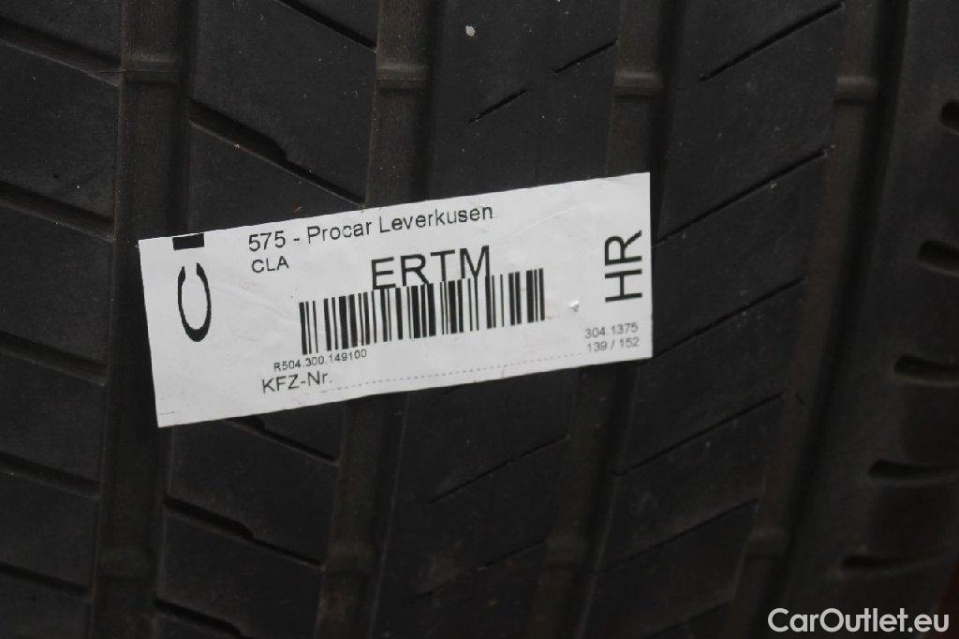 C
575 - Procar Leverkusen
CLA
ERTM
HR
R504.300.149100
KFZ-Nr.
304.1375
139 / 152
CarOutlet.eu